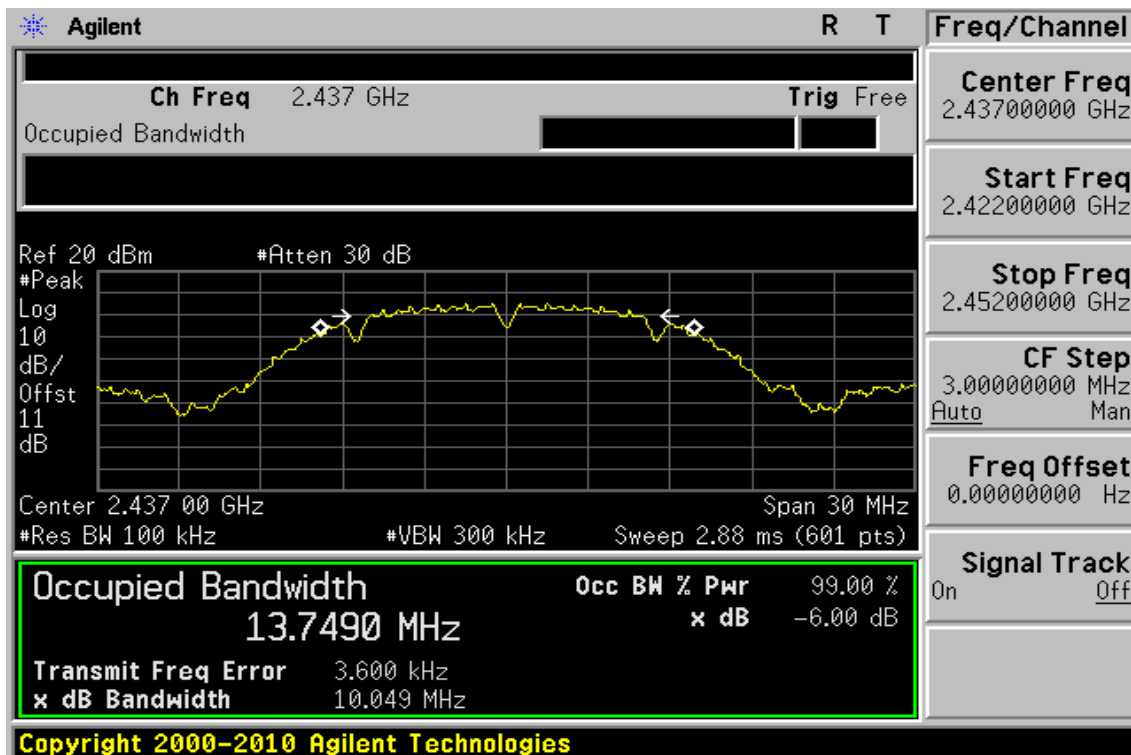 Agilent R T Freq/Channel
Ch Freq 2.437 GHz Trig Free
Occupied Bandwidth
Center Freq
2.43700000 GHz
Start Freq
2.42200000 GHz
Stop Freq
2.45200000 GHz
CF Step
3.00000000 MHz
Auto Man
Freq Offset
0.00000000 Hz
Signal Track
On Off
Ref 20 dBm #Atten 30 dB
#Peak
Log
10
dB/
Offst
11
dB
Center 2.437 00 GHz Span 30 MHz
#Res BW 100 kHz #VBW 300 kHz Sweep 2.88 ms (601 pts)
Occupied Bandwidth Occ BW % Pwr 99.00 %
13.7490 MHz x dB -6.00 dB
Transmit Freq Error 3.600 kHz
x dB Bandwidth 10.049 MHz
Copyright 2000-2010 Agilent Technologies